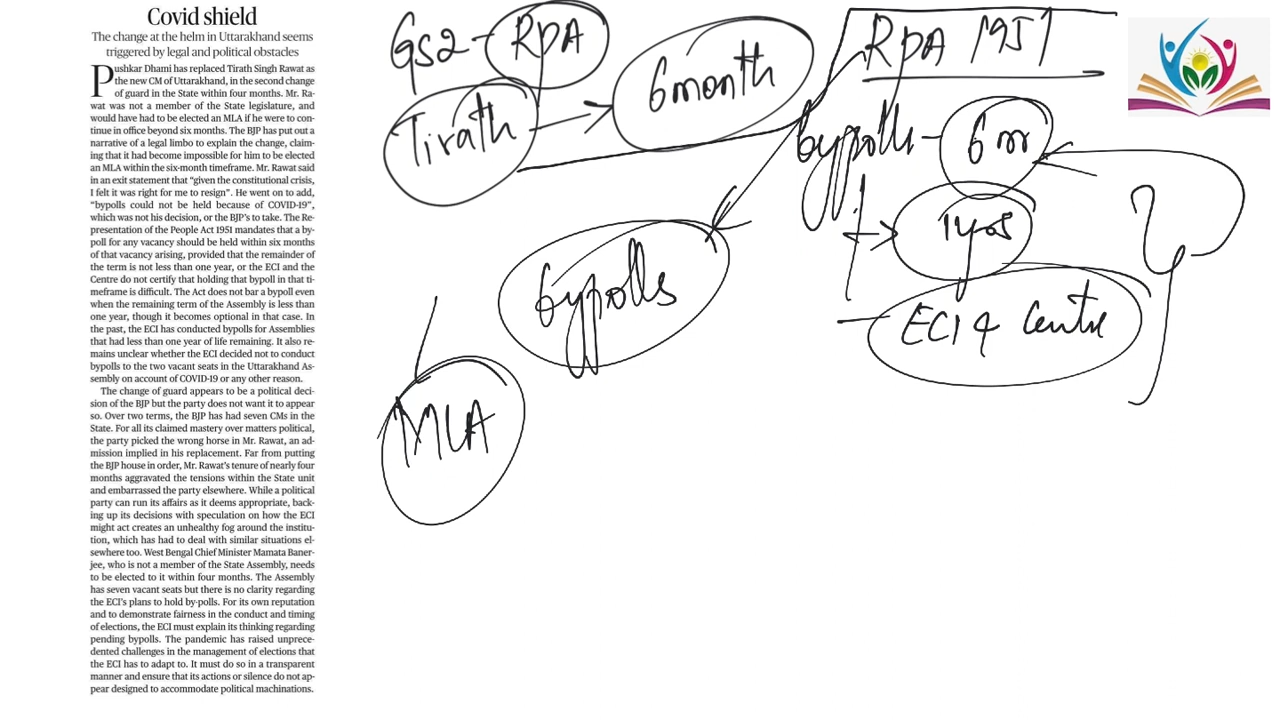 Covid shield
The change at the helm in Uttarakhand seems
triggered by legal and political obstacles
Pushkar Dhami has replaced Tirath Singh Rawat as
the new CM of Uttarakhand, in the second change
of guard in the State within four months. Mr. Ra-
wat was not a member of the State legislature, and
would have had to be elected an MLA if he were to con-
tinue in office beyond six months. The BJP has put out a
narrative of a legal limbo to explain the change, claim-
ing that it had become impossible for him to be elected
an MLA within the six-month timeframe. Mr. Rawat said
in an exit statement that “given the constitutional crisis,
I felt it was right for me to resign”. He went on to add,
“bypolls could not be held because of COVID-19”,
which was not his decision, or the BJP’s to take. The Re-
presentation of the People Act 1951 mandates that a by-
poll for any vacancy should be held within six months
of that vacancy arising, provided that the remainder of
the term is not less than one year, or the ECI and the
Centre do not certify that holding that bypoll in that ti-
meframe is difficult. The Act does not bar a bypoll even
when the remaining term of the Assembly is less than
one year, though it becomes optional in that case. In
the past, the ECI has conducted bypolls for Assemblies
that had less than one year of life remaining. It also re-
mains unclear whether the ECI decided not to conduct
bypolls to the two vacant seats in the Uttarakhand As-
sembly on account of COVID-19 or any other reason.
The change of guard appears to be a political deci-
sion of the BJP but the party does not want it to appear
so. Over two terms, the BJP has had seven CMs in the
State. For all its claimed mastery over matters political,
the party picked the wrong horse in Mr. Rawat, an ad-
mission implied in his replacement. Far from putting
the BJP house in order, Mr. Rawat’s tenure of nearly four
months aggravated the tensions within the State unit
and embarrassed the party elsewhere. While a political
party can run its affairs as it deems appropriate, back-
ing up its decisions with speculation on how the ECI
might act creates an unhealthy fog around the institu-
tion, which has had to deal with similar situations el-
sewhere too. West Bengal Chief Minister Mamata Baner-
jee, who is not a member of the State Assembly, needs
to be elected to it within four months. The Assembly
has seven vacant seats but there is no clarity regarding
the ECI’s plans to hold by-polls. For its own reputation
and to demonstrate fairness in the conduct and timing
of elections, the ECI must explain its thinking regarding
pending bypolls. The pandemic has raised unprece-
dented challenges in the management of elections that
the ECI has to adapt to. It must do so in a transparent
manner and ensure that its actions or silence do not ap-
pear designed to accommodate political machinations.
GS2 - RPA
Tirath → 6 month
bypolls
MLA
RPA 1951
bypolls - 6 m
ECI & Centre